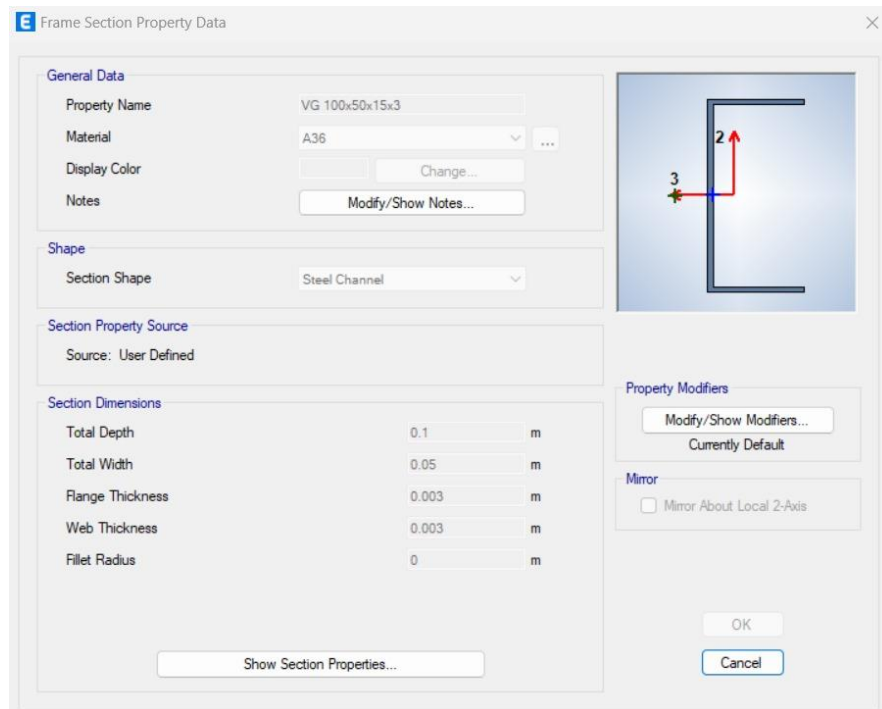 E Frame Section Property Data
General Data
Property Name VG 100x50x15x3
Material A36 ...
Display Color Change...
Notes Modify/Show Notes...
2
3
Shape
Section Shape Steel Channel
Section Property Source
Source: User Defined
Section Dimensions
Total Depth 0.1 m
Total Width 0.05 m
Flange Thickness 0.003 m
Web Thickness 0.003 m
Fillet Radius 0 m
Show Section Properties...
Property Modifiers
Modify/Show Modifiers...
Currently Default
Mirror
Mirror About Local 2-Axis
OK
Cancel